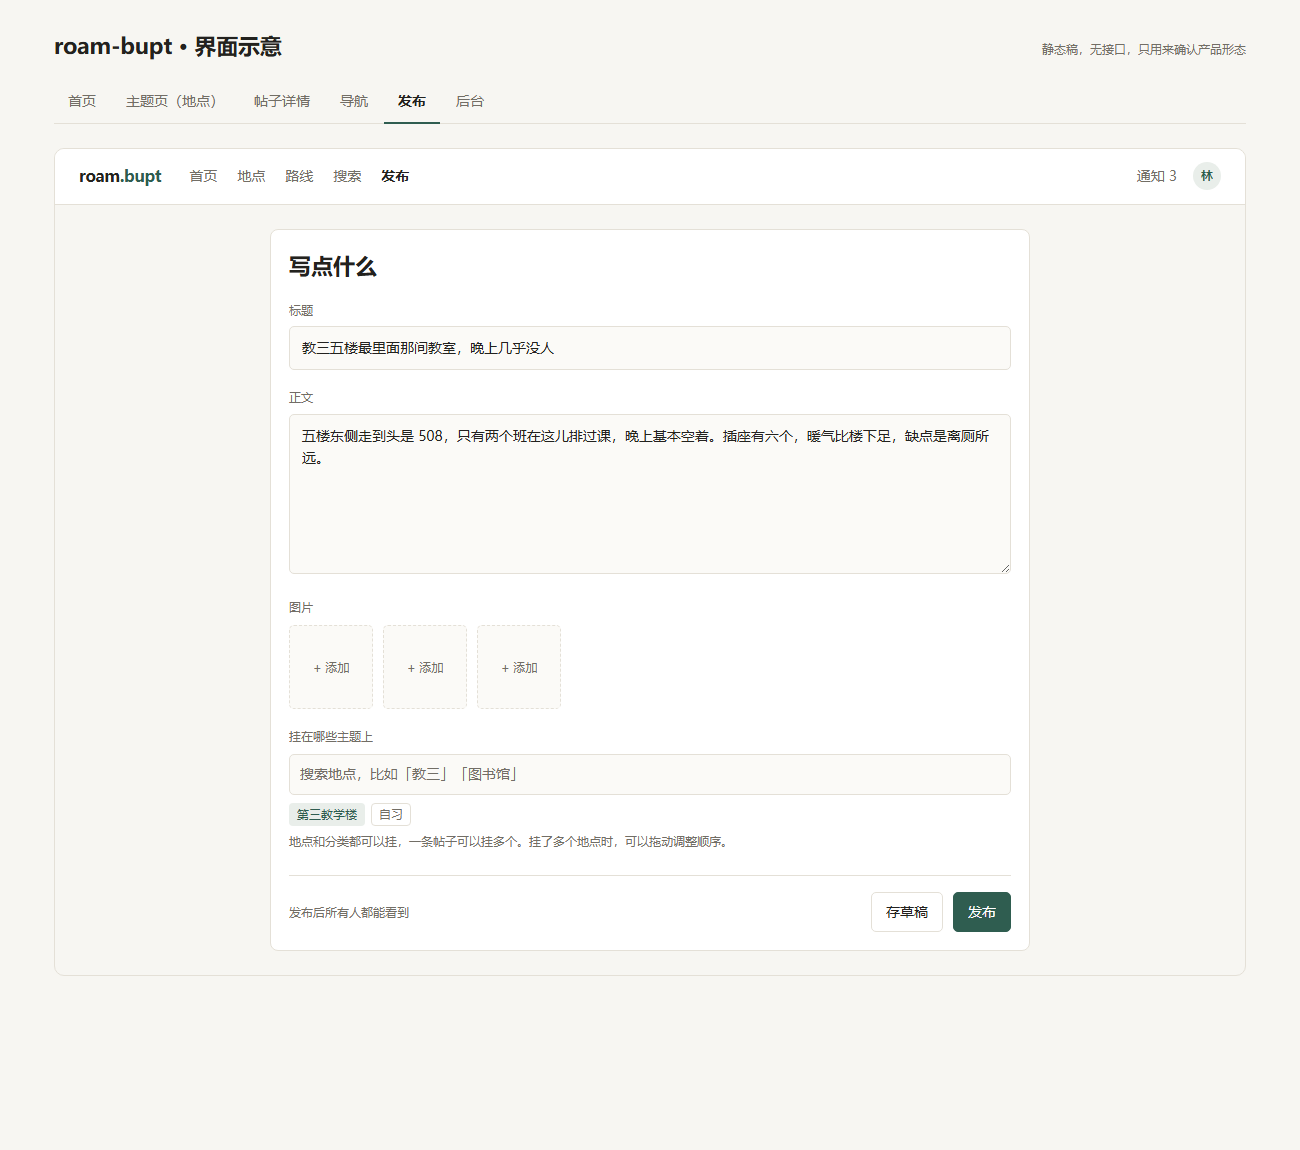 roam-bupt · 界面示意
静态稿，无接口，只用来确认产品形态
首页 主题页（地点） 帖子详情 导航 发布 后台
roam.bupt 首页 地点 路线 搜索 发布 通知 3 林
写点什么
标题
教三五楼最里面那间教室，晚上几乎没人
正文
五楼东侧走到头是 508，只有两个班在这儿排过课，晚上基本空着。插座有六个，暖气比楼下足，缺点是离厕所
远。
图片
+ 添加 + 添加 + 添加
挂在哪些主题上
搜索地点，比如「教三」「图书馆」
第三教学楼 自习
地点和分类都可以挂，一条帖子可以挂多个。挂了多个地点时，可以拖动调整顺序。
发布后所有人都能看到 存草稿 发布